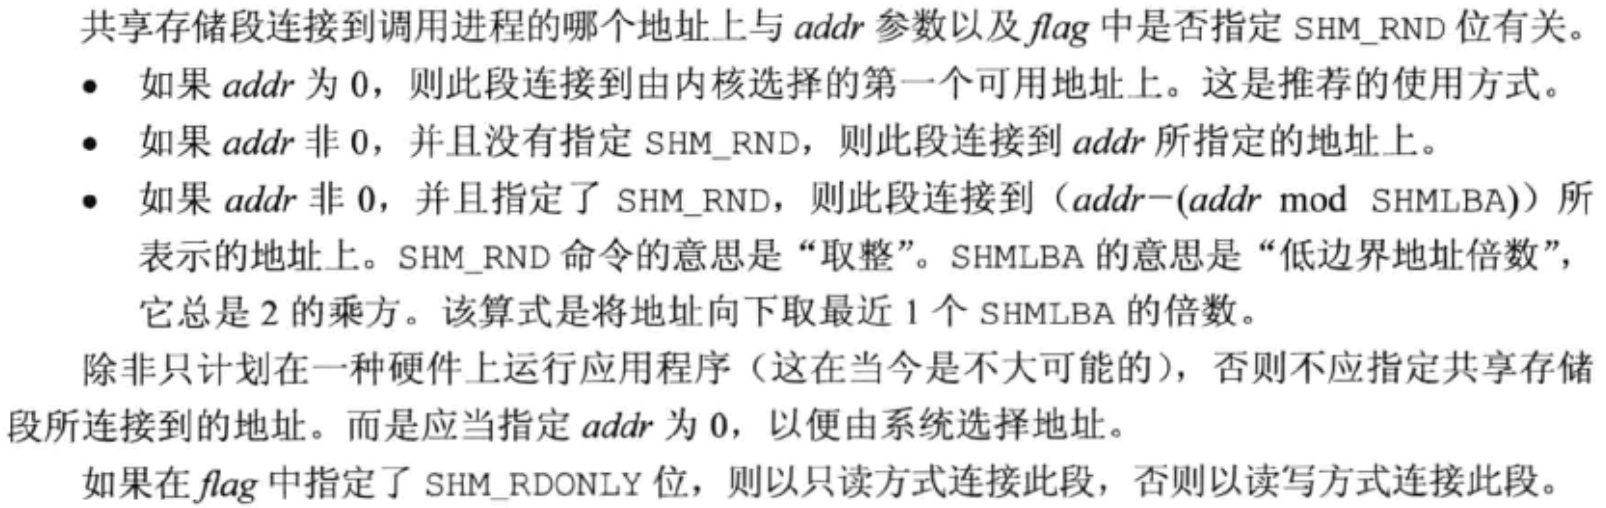 共享存储段连接到调用进程的哪个地址上与 addr 参数以及 flag 中是否指定 SHM_RND 位有关。
• 如果 addr 为 0，则此段连接到由内核选择的第一个可用地址上。这是推荐的使用方式。
• 如果 addr 非 0，并且没有指定 SHM_RND，则此段连接到 addr 所指定的地址上。
• 如果 addr 非 0，并且指定了 SHM_RND，则此段连接到（addr－(addr mod SHMLBA)）所
表示的地址上。SHM_RND 命令的意思是“取整”。SHMLBA 的意思是“低边界地址倍数”，
它总是 2 的乘方。该算式是将地址向下取最近 1 个 SHMLBA 的倍数。
除非只计划在一种硬件上运行应用程序（这在当今是不大可能的），否则不应指定共享存储
段所连接到的地址。而是应当指定 addr 为 0，以便由系统选择地址。
如果在 flag 中指定了 SHM_RDONLY 位，则以只读方式连接此段，否则以读写方式连接此段。